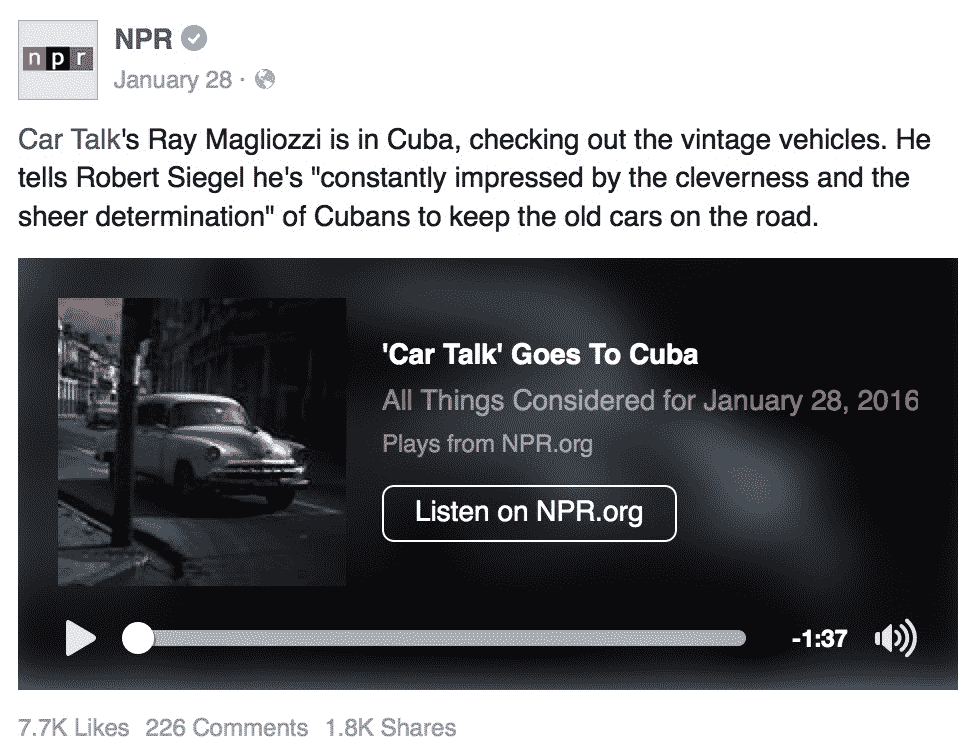 npr
NPR
January 28 ·
Car Talk's Ray Magliozzi is in Cuba, checking out the vintage vehicles. He
tells Robert Siegel he's "constantly impressed by the cleverness and the
sheer determination" of Cubans to keep the old cars on the road.
'Car Talk' Goes To Cuba
All Things Considered for January 28, 2016
Plays from NPR.org
Listen on NPR.org
-1:37
7.7K Likes 226 Comments 1.8K Shares